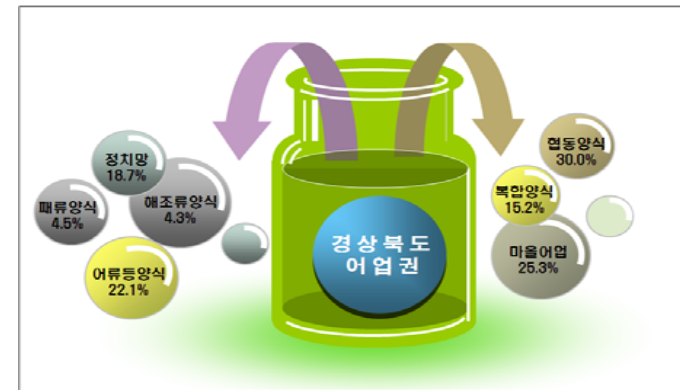 정치망
18.7%
해조류양식
4.3%
패류양식
4.5%
어류등양식
22.1%
경상북도
어업권
협동양식
30.0%
복합양식
15.2%
마을어업
25.3%